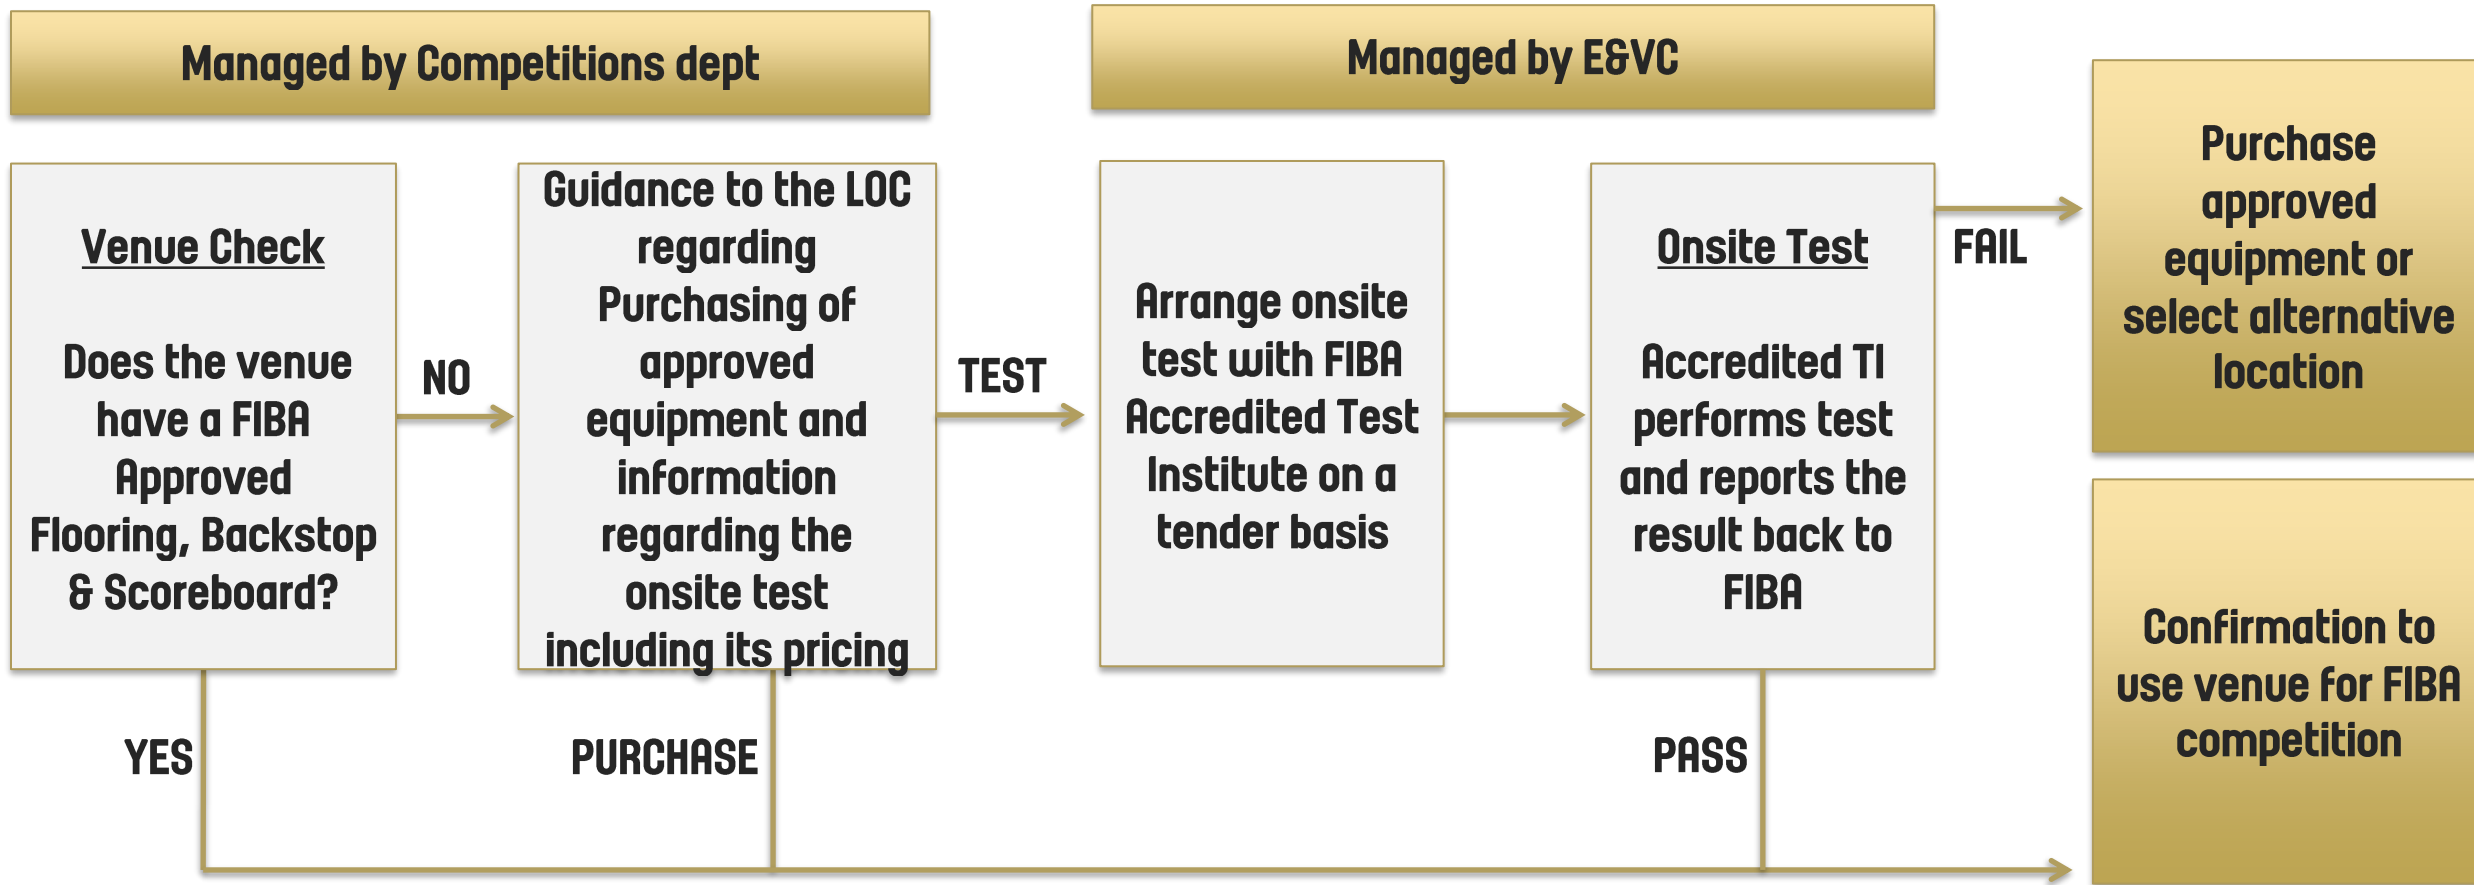 Managed by Competitions dept
Managed by E&VC
Venue Check
Does the venue
have a FIBA
Approved
Flooring, Backstop
& Scoreboard?
NO
YES
Guidance to the LOC
regarding
Purchasing of
approved
equipment and
information
regarding the
onsite test
including its pricing
TEST
PURCHASE
Arrange onsite
test with FIBA
Accredited Test
Institute on a
tender basis
Onsite Test
Accredited TI
performs test
and reports the
result back to
FIBA
FAIL
PASS
Purchase
approved
equipment or
select alternative
location
Confirmation to
use venue for FIBA
competition